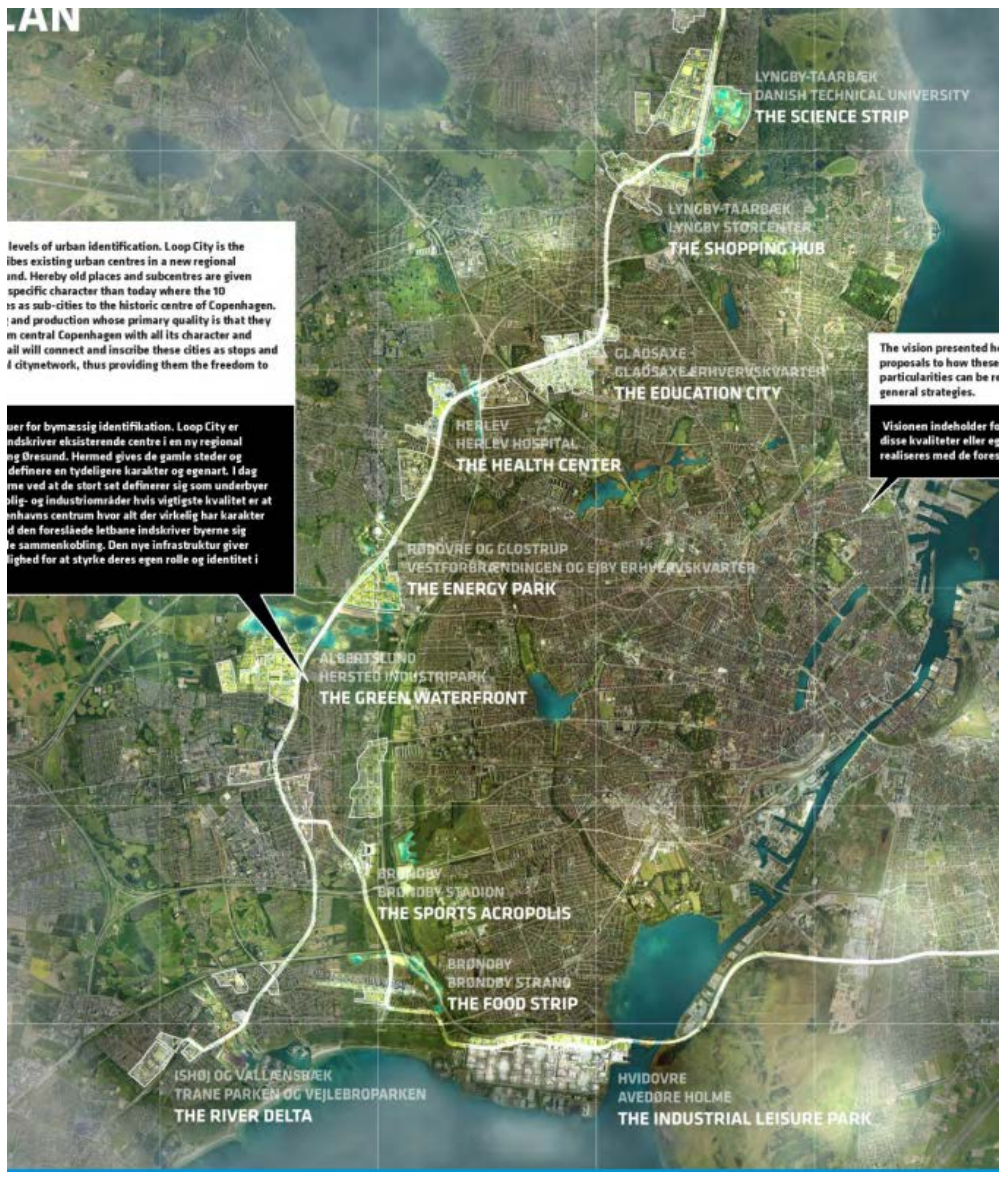 LAN
LYNGBY-TAARBÆK
DANISH TECHNICAL UNIVERSITY
THE SCIENCE STRIP
LYNGBY-TAARBÆK
LYNGBY STORCENTER
THE SHOPPING HUB
levels of urban identification. Loop City is the
ibes existing urban centres in a new regional
und. Hereby old places and subcentres are given
specific character than today where the 10
es as sub-cities to the historic centre of Copenhagen.
and production whose primary quality is that they
m central Copenhagen with all its character and
ail will connect and inscribe these cities as stops and
l citynetwork, thus providing them the freedom to
The vision presented he
proposals to how these
particularities can be re
general strategies.
Visionen indeholder fo
disse kvaliteter eller eg
realiseres med de fores
GLADSAXE
GLADSAXE ERHVERVSKVARTER
THE EDUCATION CITY
HERLEV
HERLEV HOSPITAL
THE HEALTH CENTER
uer for bymæssig identifikation. Loop City er
ndskriver eksisterende centre i en ny regional
ng Øresund. Hermed gives de gamle steder og
definere en tydeligere karakter og egenart. I dag
rne ved at de stort set definerer sig som underbyer
olig- og industriområder hvis vigtigste kvalitet er at
enhavns centrum hvor alt der virkelig har karakter
d den foreslåede letbane indskriver byerne sig
le sammenkobling. Den nye infrastruktur giver
lighed for at styrke deres egen rolle og identitet i
RØDOVRE OG GLOSTRUP
VESTFORBRÆNDINGEN OG EJBY ERHVERVSKVARTER
THE ENERGY PARK
ALBERTSLUND
HERSTED INDUSTRIPARK
THE GREEN WATERFRONT
BRØNDBY
BRØNDBY STADION
THE SPORTS ACROPOLIS
BRØNDBY
BRØNDBY STRAND
THE FOOD STRIP
ISHØJ OG VALLÆNSBÆK
TRANE PARKEN OG VEJLEBROPARKEN
THE RIVER DELTA
HVIDOVRE
AVEDØRE HOLME
THE INDUSTRIAL LEISURE PARK